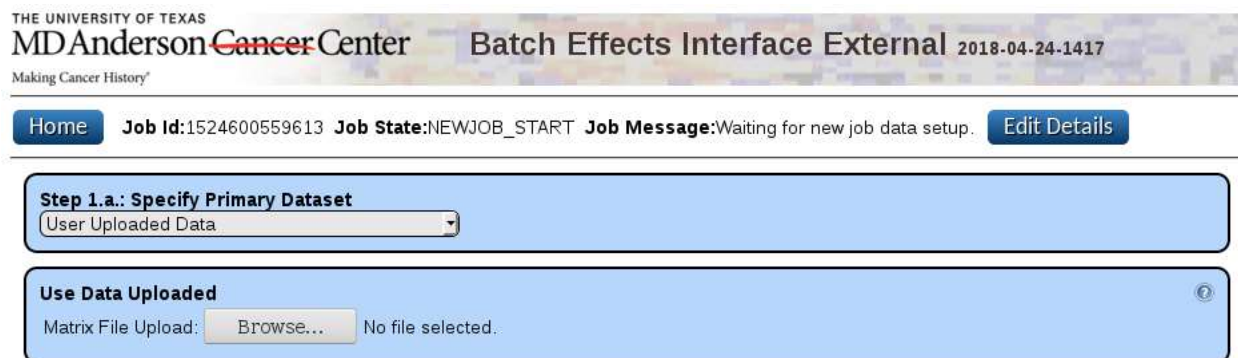 THE UNIVERSITY OF TEXAS
MD Anderson Cancer Center
Making Cancer History®
Batch Effects Interface External 2018-04-24-1417
Home Job Id:1524600559613 Job State:NEWJOB_START Job Message:Waiting for new job data setup. Edit Details
Step 1.a.: Specify Primary Dataset
User Uploaded Data
Use Data Uploaded
Matrix File Upload: Browse... No file selected.